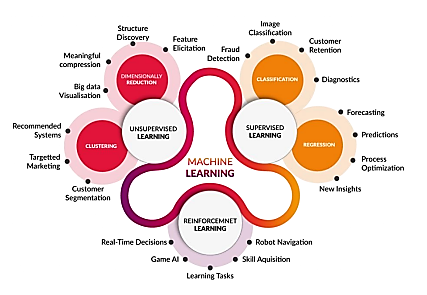 Structure
Discovery
Feature
Elicitation
Meaningful
compression
Big data
Visualisation
DIMENSIONALLY
REDUCTION
Image
Classification
Fraud
Detection
Customer
Retention
CLASSIFICATION
Diagnostics
Recommended
Systems
Targetted
Marketing
Customer
Segmentation
CLUSTERING
UNSUPERVISED
LEARNING
SUPERVISED
LEARNING
Forecasting
Predictions
Process
Optimization
New Insights
REGRESSION
MACHINE
LEARNING
REINFORCEMNET
LEARNING
Real-Time Decisions
Robot Navigation
Game AI
Skill Aquisition
Learning Tasks